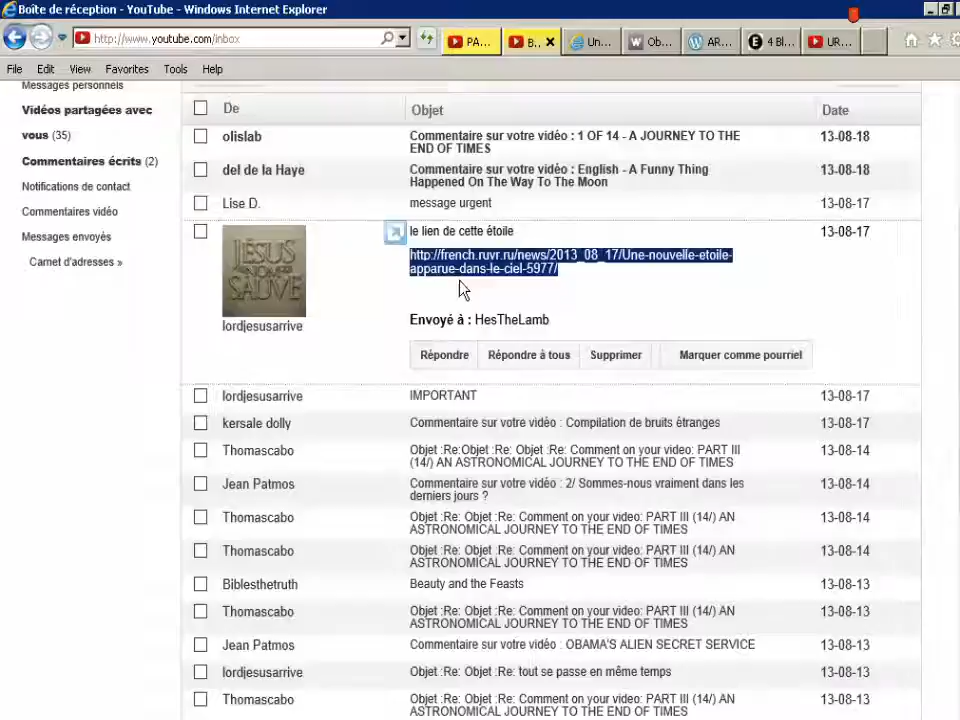 Boîte de réception - YouTube - Windows Internet Explorer
http://www.youtube.com/inbox
PA...
B..
Un...
Ob...
AR...
4 Bl...
UR...
File Edit View Favorites Tools Help
Messages personnels
Vidéos partagées avec
vous (35)
Commentaires écrits (2)
Notifications de contact
Commentaires vidéo
Messages envoyés
Carnet d'adresses »
De Objet Date
olislab Commentaire sur votre vidéo : 1 OF 14 - A JOURNEY TO THE 13-08-18
END OF TIMES
del de la Haye Commentaire sur votre vidéo : English - A Funny Thing 13-08-18
Happened On The Way To The Moon
Lise D. message urgent 13-08-17
le lien de cette étoile 13-08-17
http://french.ruvr.ru/news/2013_08_17/Une-nouvelle-etoile-
apparue-dans-le-ciel-5977/
JESUS
NOM
SAUVE
lordjesusarrive
Envoyé à : HesTheLamb
Répondre Répondre à tous Supprimer Marquer comme pourriel
lordjesusarrive IMPORTANT 13-08-17
kersale dolly Commentaire sur votre vidéo : Compilation de bruits étranges 13-08-17
Thomascabo Objet :Re:Objet :Re: Objet :Re: Comment on your video: PART III 13-08-14
(14/) AN ASTRONOMICAL JOURNEY TO THE END OF TIMES
Jean Patmos Commentaire sur votre vidéo : 2/ Sommes-nous vraiment dans les 13-08-14
derniers jours ?
Thomascabo Objet :Re: Objet :Re: Comment on your video: PART III (14/) AN 13-08-14
ASTRONOMICAL JOURNEY TO THE END OF TIMES
Thomascabo Objet :Re: Objet :Re: Comment on your video: PART III (14/) AN 13-08-14
ASTRONOMICAL JOURNEY TO THE END OF TIMES
Biblesthetruth Beauty and the Feasts 13-08-13
Thomascabo Objet :Re: Objet :Re: Comment on your video: PART III (14/) AN 13-08-13
ASTRONOMICAL JOURNEY TO THE END OF TIMES
Jean Patmos Commentaire sur votre vidéo : OBAMA'S ALIEN SECRET SERVICE 13-08-13
lordjesusarrive Objet :Re: Objet :Re: tout se passe en même temps 13-08-13
Thomascabo Objet :Re: Objet :Re: Comment on your video: PART III (14/) AN 13-08-13
ASTRONOMICAL JOURNEY TO THE END OF TIMES